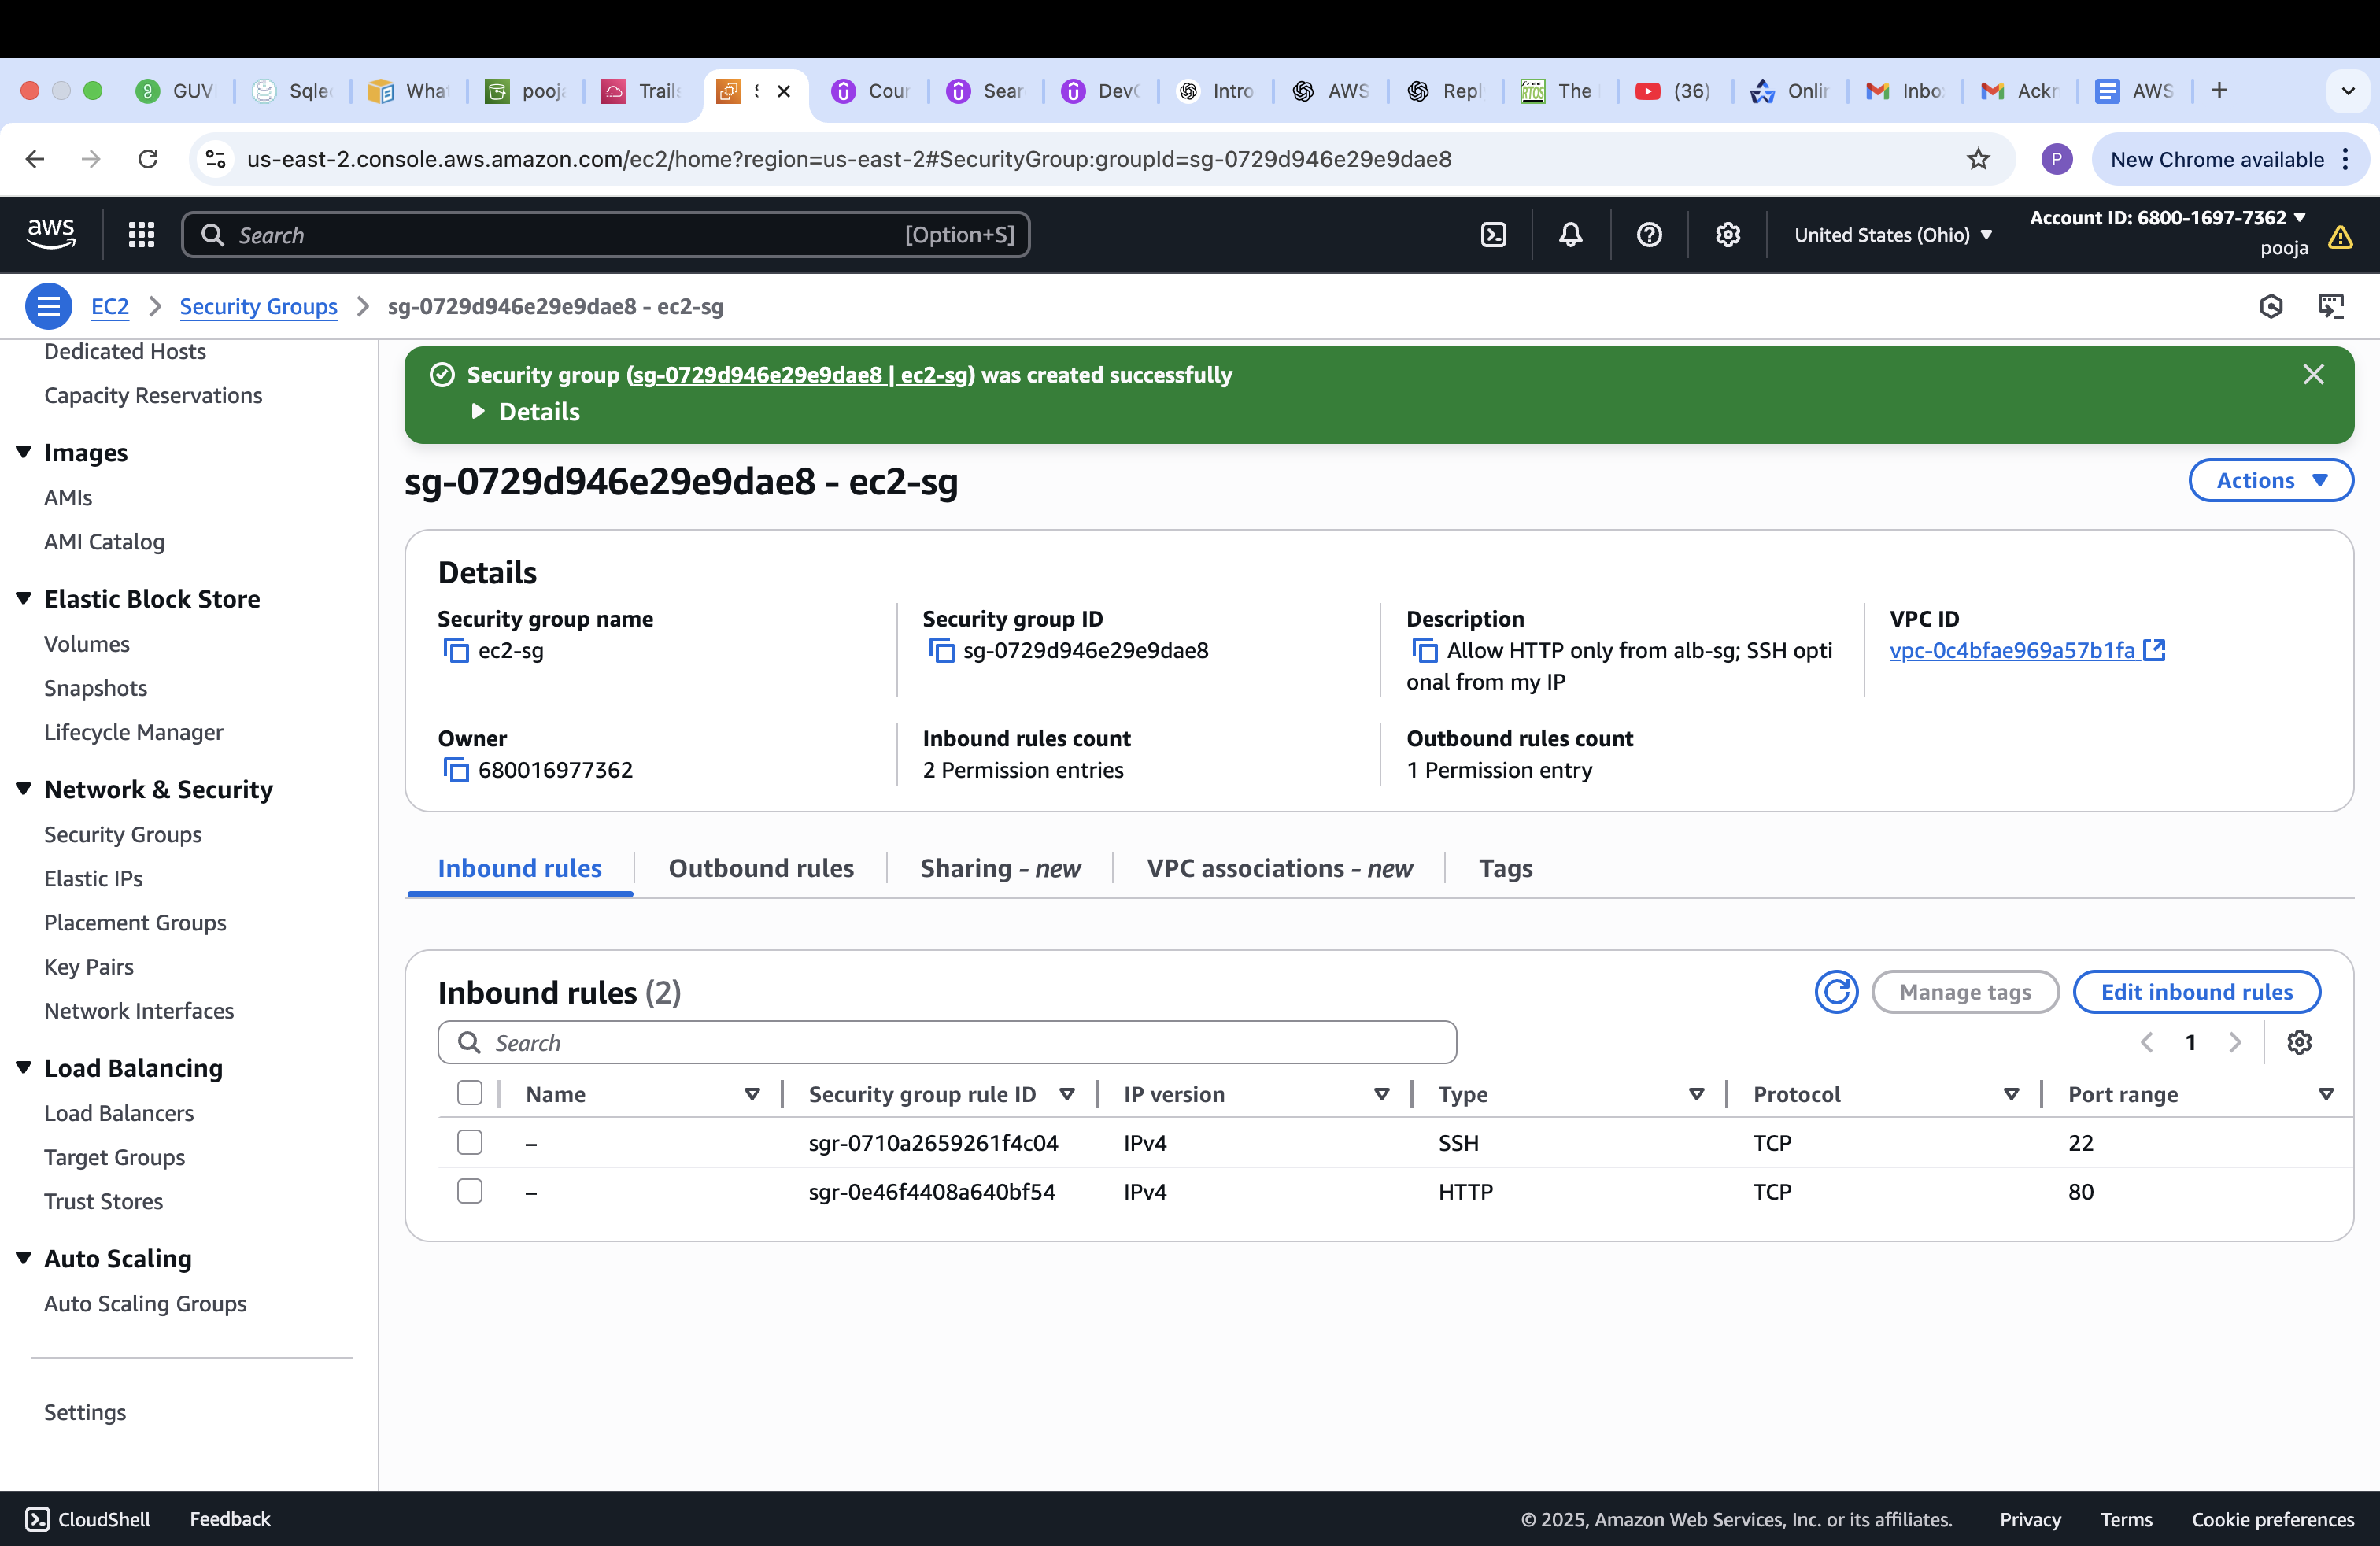 GUV
Sqle
What
pooja
Trails
Cour
Sear
DevO
Intro
AWS
Repl
The
(36)
Onlin
Inbo
Ackn
AWS
us-east-2.console.aws.amazon.com/ec2/home?region=us-east-2#SecurityGroup:groupId=sg-0729d946e29e9dae8
P
New Chrome available
aws
Search
[Option+S]
United States (Ohio)
Account ID: 6800-1697-7362
pooja
EC2
Security Groups
sg-0729d946e29e9dae8 - ec2-sg
Dedicated Hosts
Capacity Reservations
Images
AMIs
AMI Catalog
Elastic Block Store
Volumes
Snapshots
Lifecycle Manager
Network & Security
Security Groups
Elastic IPs
Placement Groups
Key Pairs
Network Interfaces
Load Balancing
Load Balancers
Target Groups
Trust Stores
Auto Scaling
Auto Scaling Groups
Settings
Security group (sg-0729d946e29e9dae8 | ec2-sg) was created successfully
Details
sg-0729d946e29e9dae8 - ec2-sg
Actions
Details
Security group name
ec2-sg
Security group ID
sg-0729d946e29e9dae8
Description
Allow HTTP only from alb-sg; SSH opti
onal from my IP
VPC ID
vpc-0c4bfae969a57b1fa
Owner
680016977362
Inbound rules count
2 Permission entries
Outbound rules count
1 Permission entry
Inbound rules
Outbound rules
Sharing - new
VPC associations - new
Tags
Inbound rules (2)
Manage tags
Edit inbound rules
Search
1
Name Security group rule ID IP version Type Protocol Port range
– sgr-0710a2659261f4c04 IPv4 SSH TCP 22
– sgr-0e46f4408a640bf54 IPv4 HTTP TCP 80
CloudShell
Feedback
© 2025, Amazon Web Services, Inc. or its affiliates.
Privacy
Terms
Cookie preferences